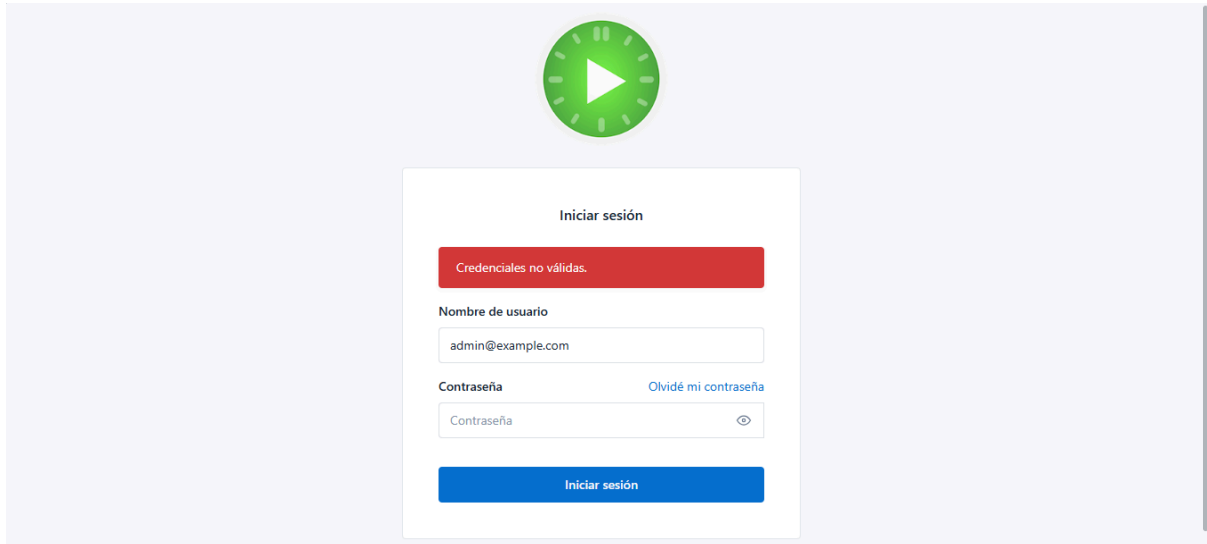 Iniciar sesión
Credenciales no válidas.
Nombre de usuario
admin@example.com
Contraseña Olvidé mi contraseña
Contraseña
Iniciar sesión